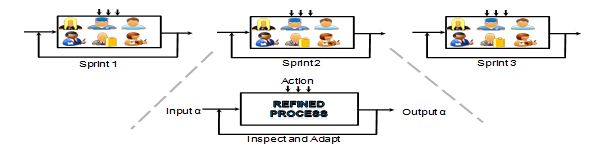 Sprint 1
Sprint2
Sprint 3
Action
Input α
REFINED
PROCESS
Output α
Inspect and Adapt